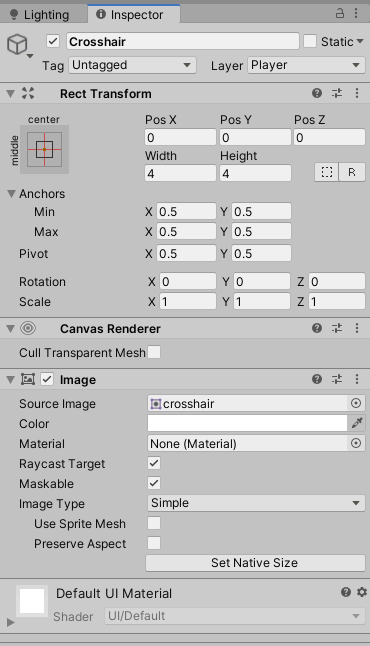 Lighting Inspector
Crosshair Static
Tag Untagged Layer Player
Rect Transform
center
middle
Pos X Pos Y Pos Z
0 0 0
Width Height
4 4
R
Anchors
Min X 0.5 Y 0.5
Max X 0.5 Y 0.5
Pivot X 0.5 Y 0.5
Rotation X 0 Y 0 Z 0
Scale X 1 Y 1 Z 1
Canvas Renderer
Cull Transparent Mesh
Image
Source Image crosshair
Color
Material None (Material)
Raycast Target
Maskable
Image Type Simple
Use Sprite Mesh
Preserve Aspect
Set Native Size
Default UI Material
Shader UI/Default